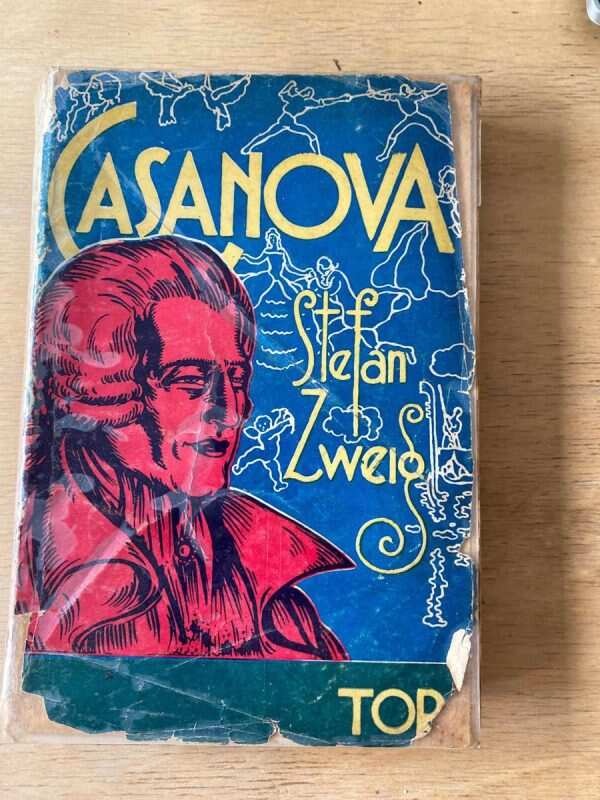 CASANOVA
Stefan
Zweig
TOR